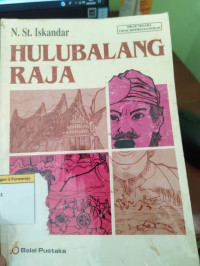 N. St. Iskandar
HULUBALANG
RAJA
Balai Pustaka